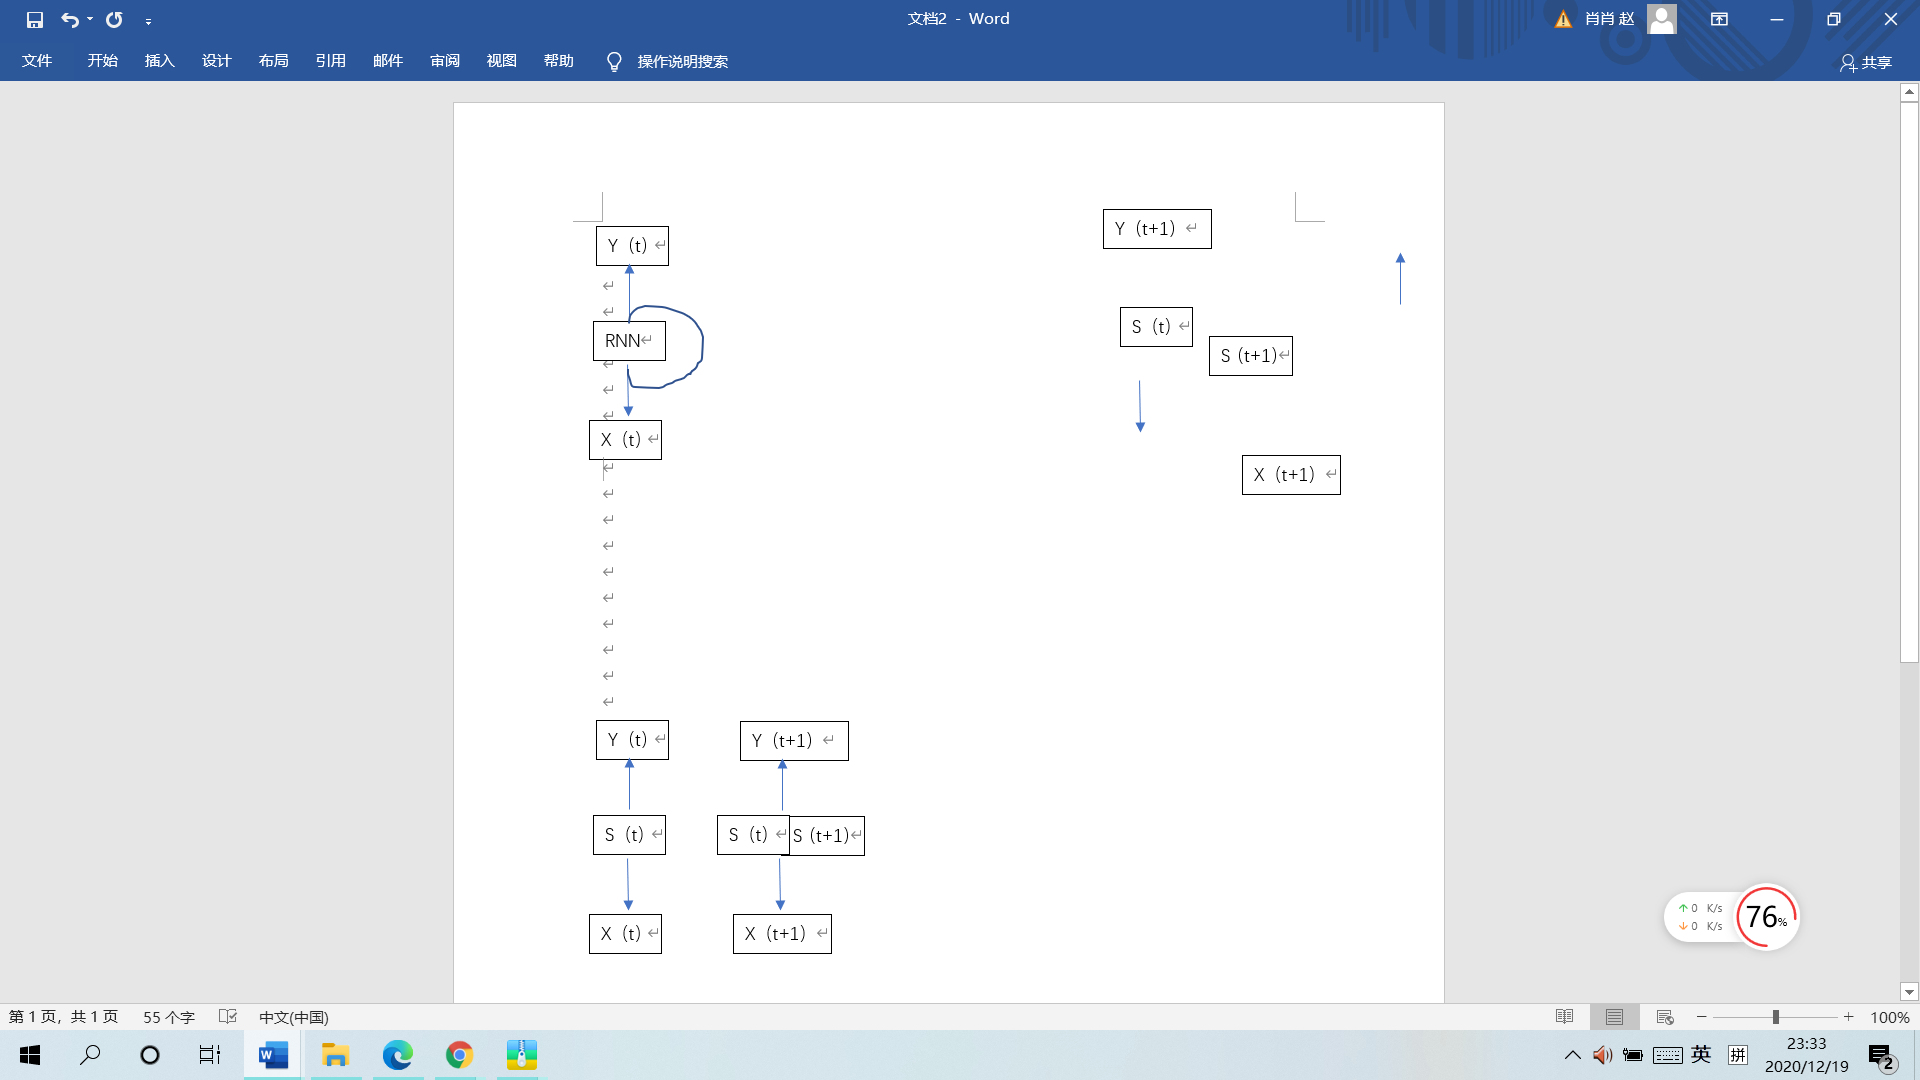 文档2 - Word
肖肖 赵
文件 开始 插入 设计 布局 引用 邮件 审阅 视图 帮助 操作说明搜索 共享
Y（t+1）
Y（t）
S（t）
RNN
S（t+1）
X（t）
X（t+1）
Y（t） Y（t+1）
S（t） S（t） S（t+1）
X（t） X（t+1）
0 K/s
0 K/s
76%
第 1 页，共 1 页 55 个字 中文(中国) 100%
英 拼
23:33
2020/12/19
2